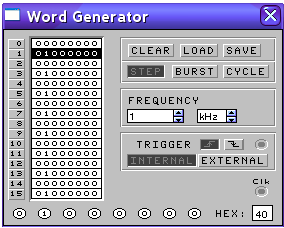 Word Generator
0 00000000
1 01000000
2 00000000
3 01000000
4 00000000
5 01000000
6 00000000
7 01000000
8 00000000
9 01000000
10 00000000
11 01000000
12 00000000
13 01000000
14 00000000
15 01000000
CLEAR LOAD SAVE
STEP BURST CYCLE
FREQUENCY
1 kHz
TRIGGER
INTERNAL EXTERNAL
Clk
0 1 0 0 0 0 0 0 HEX: 40